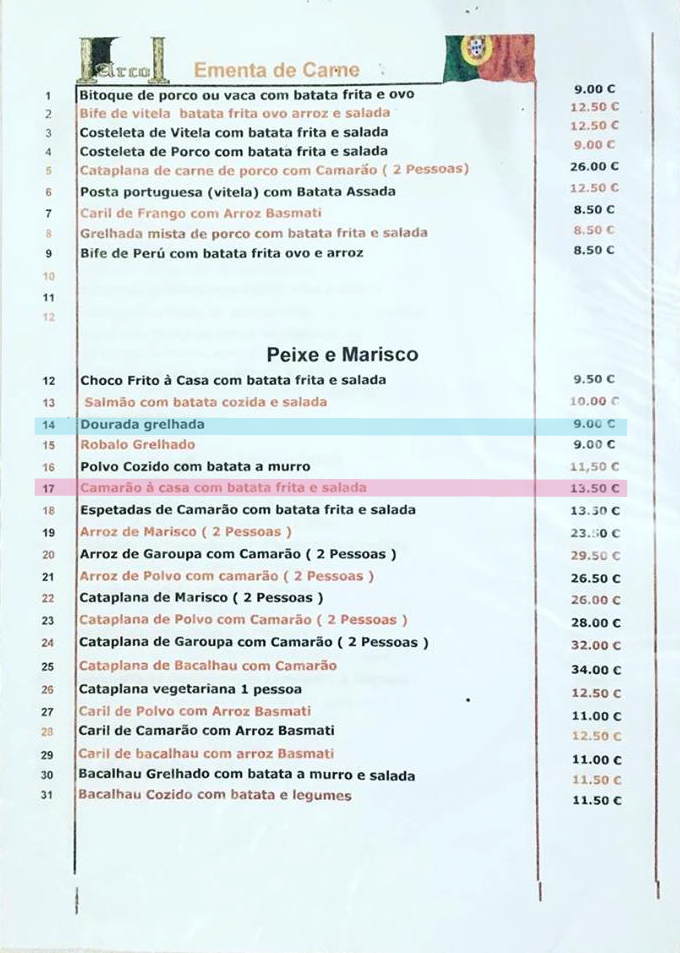 Arco Ementa de Carne
1 Bitoque de porco ou vaca com batata frita e ovo 9.00 €
2 Bife de vitela batata frita ovo arroz e salada 12.50 €
3 Costeleta de Vitela com batata frita e salada 12.50 €
4 Costeleta de Porco com batata frita e salada 9.00 €
5 Cataplana de carne de porco com Camarão ( 2 Pessoas) 26.00 €
6 Posta portuguesa (vitela) com Batata Assada 12.50 €
7 Caril de Frango com Arroz Basmati 8.50 €
8 Grelhada mista de porco com batata frita e salada 8.50 €
9 Bife de Perú com batata frita ovo e arroz 8.50 €
10
11
12
Peixe e Marisco
12 Choco Frito à Casa com batata frita e salada 9.50 €
13 Salmão com batata cozida e salada 10.00 €
14 Dourada grelhada 9.00 €
15 Robalo Grelhado 9.00 €
16 Polvo Cozido com batata a murro 11,50 €
17 Camarão à casa com batata frita e salada 13.50 €
18 Espetadas de Camarão com batata frita e salada 13.50 €
19 Arroz de Marisco ( 2 Pessoas ) 23.50 €
20 Arroz de Garoupa com Camarão ( 2 Pessoas ) 29.50 €
21 Arroz de Polvo com camarão ( 2 Pessoas ) 26.50 €
22 Cataplana de Marisco ( 2 Pessoas ) 26.00 €
23 Cataplana de Polvo com Camarão ( 2 Pessoas ) 28.00 €
24 Cataplana de Garoupa com Camarão ( 2 Pessoas ) 32.00 €
25 Cataplana de Bacalhau com Camarão 34.00 €
26 Cataplana vegetariana 1 pessoa 12.50 €
27 Caril de Polvo com Arroz Basmati 11.00 €
28 Caril de Camarão com Arroz Basmati 12.50 €
29 Caril de bacalhau com arroz Basmati 11.00 €
30 Bacalhau Grelhado com batata a murro e salada 11.50 €
31 Bacalhau Cozido com batata e legumes 11.50 €